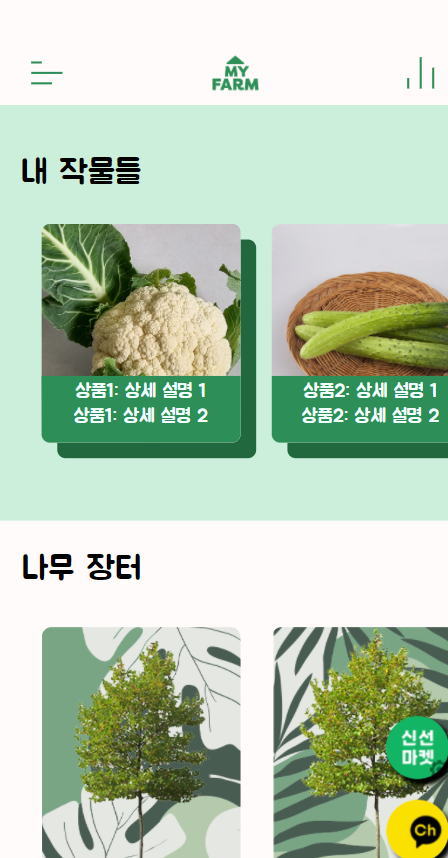 MY
FARM
내 작물들
상품1: 상세 설명 1
상품1: 상세 설명 2
상품2: 상세 설명 1
상품2: 상세 설명 2
나무 장터
신선
마켓
Ch